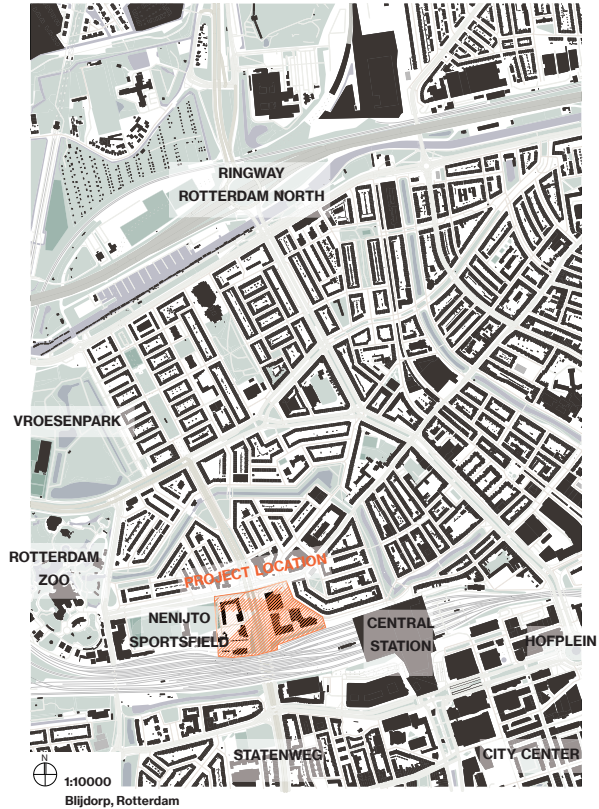 RINGWAY
ROTTERDAM NORTH
VROESENPARK
ROTTERDAM
ZOO
PROJECT LOCATION
NENIJTO
SPORTSFIELD
CENTRAL
STATION
HOFPLEIN
STATENWEG
CITY CENTER
N
1:10000
Blijdorp, Rotterdam